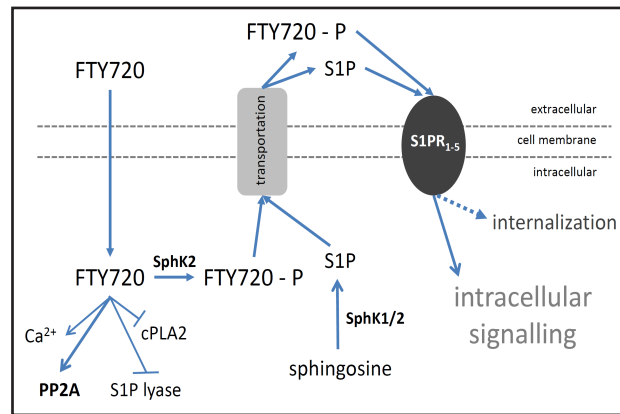 FTY720 - P
FTY720
S1P
transportation
extracellular
S1PR1-5
cell membrane
intracellular
internalization
FTY720
SphK2
FTY720 - P
S1P
SphK1/2
intracellular
signalling
Ca2+
cPLA2
sphingosine
PP2A
S1P lyase